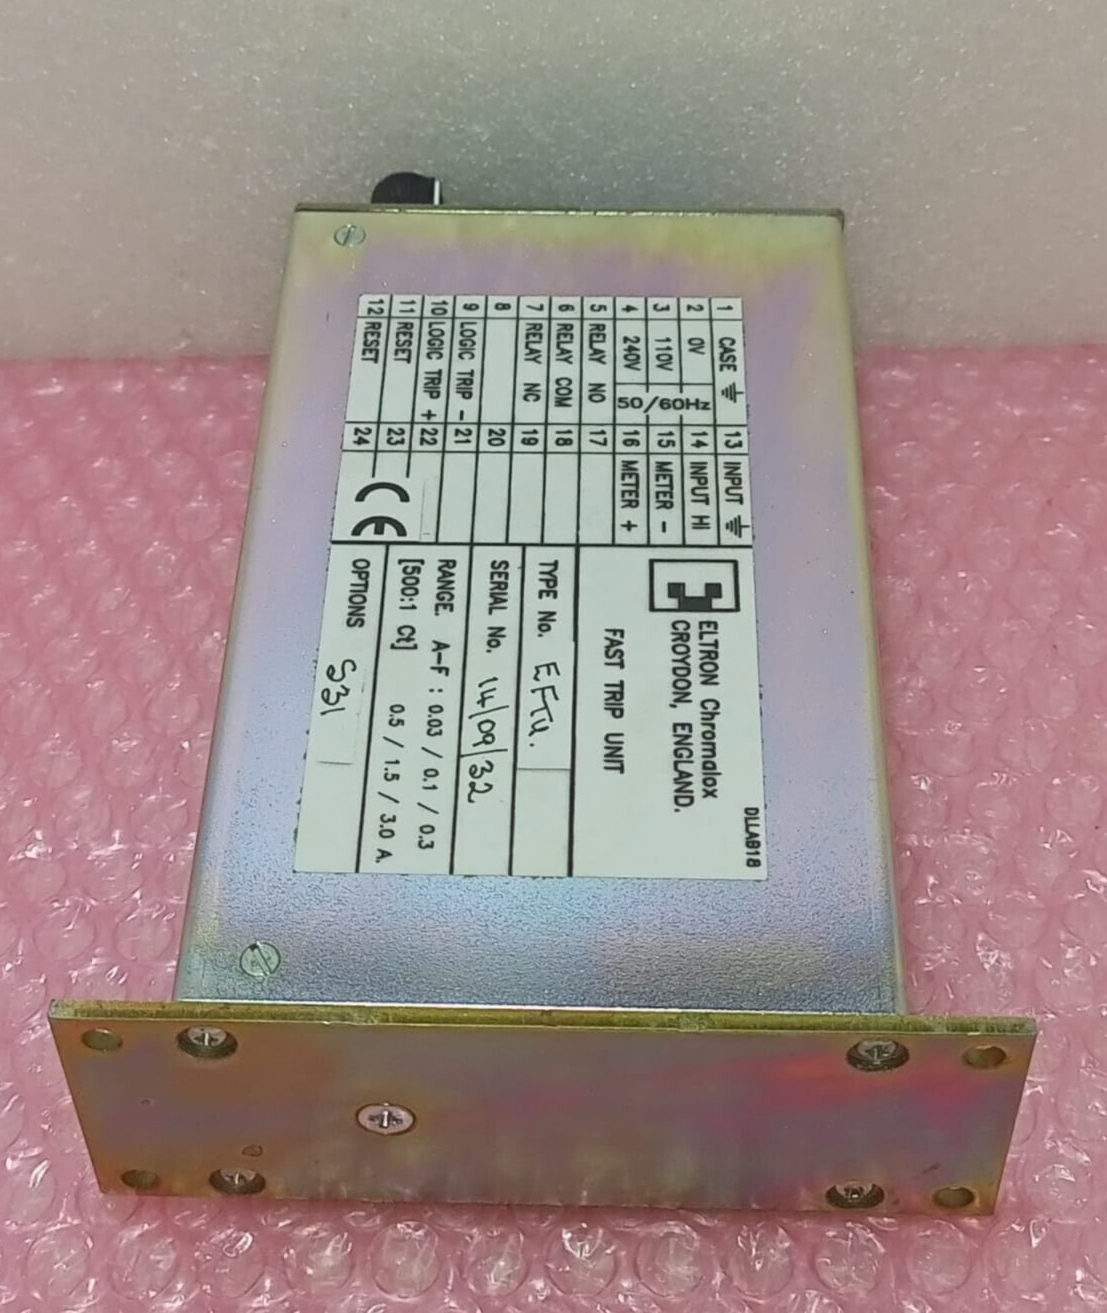 1 CASE 13 INPUT
2 0V 14 INPUT HI
3 110V 15 METER -
4 240V 16 METER +
50/60Hz
5 RELAY NO 17
6 RELAY COM 18
7 RELAY NC 19
8 20
9 LOGIC TRIP - 21
10 LOGIC TRIP + 22
11 RESET 23
12 RESET 24
CE
DLLAB18
ELTRON Chromalox
CROYDON, ENGLAND.
FAST TRIP UNIT
TYPE No. EFTU.
SERIAL No. 14/09/32
RANGE. A-F : 0.03 / 0.1 / 0.3
[500:1 Ct] 0.5 / 1.5 / 3.0 A.
OPTIONS S31